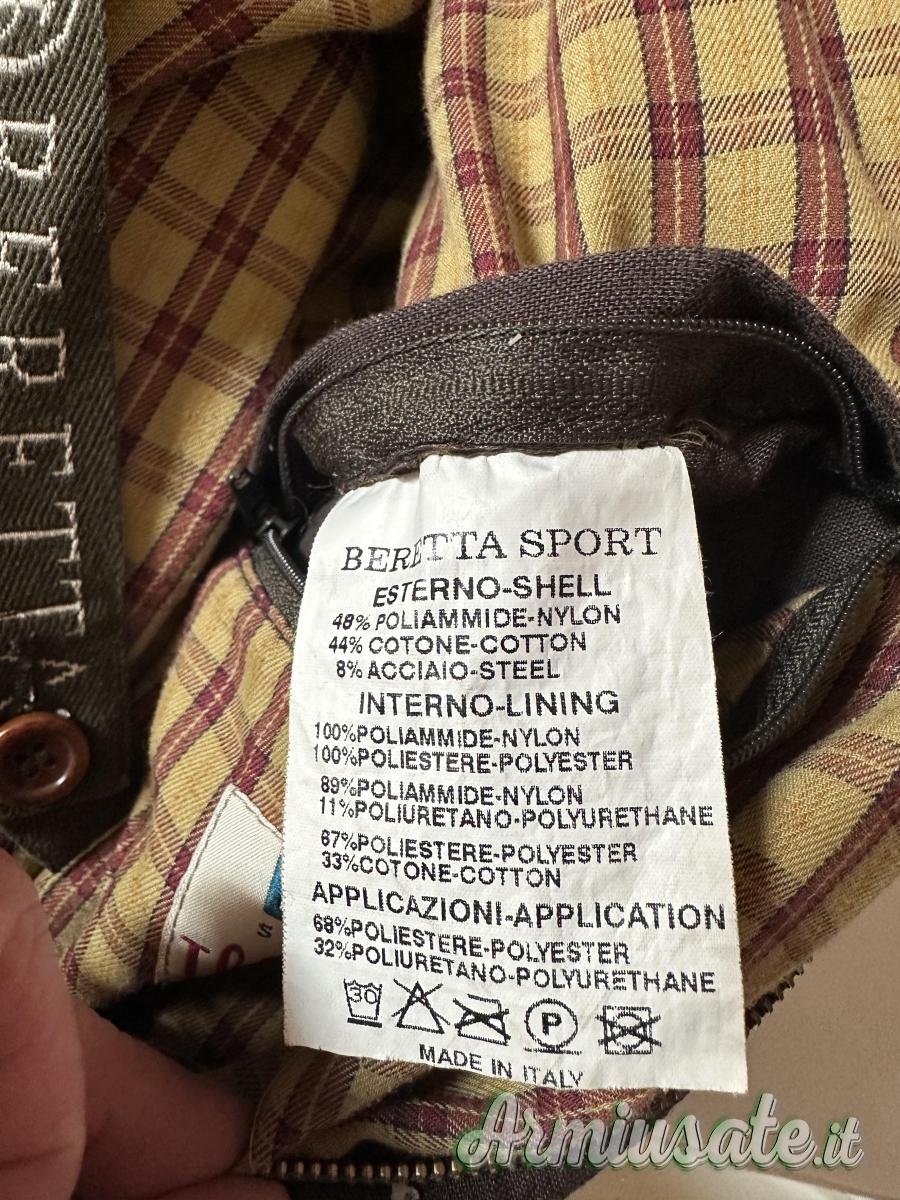 BERETTA
BERETTA SPORT
ESTERNO-SHELL
48% POLIAMMIDE-NYLON
44% COTONE-COTTON
8% ACCIAIO-STEEL
INTERNO-LINING
100%POLIAMMIDE-NYLON
100%POLIESTERE-POLYESTER
89%POLIAMMIDE-NYLON
11%POLIURETANO-POLYURETHANE
67%POLIESTERE-POLYESTER
33%COTONE-COTTON
APPLICAZIONI-APPLICATION
68%POLIESTERE-POLYESTER
32%POLIURETANO-POLYURETHANE
30 P
MADE IN ITALY
Armiusate.it